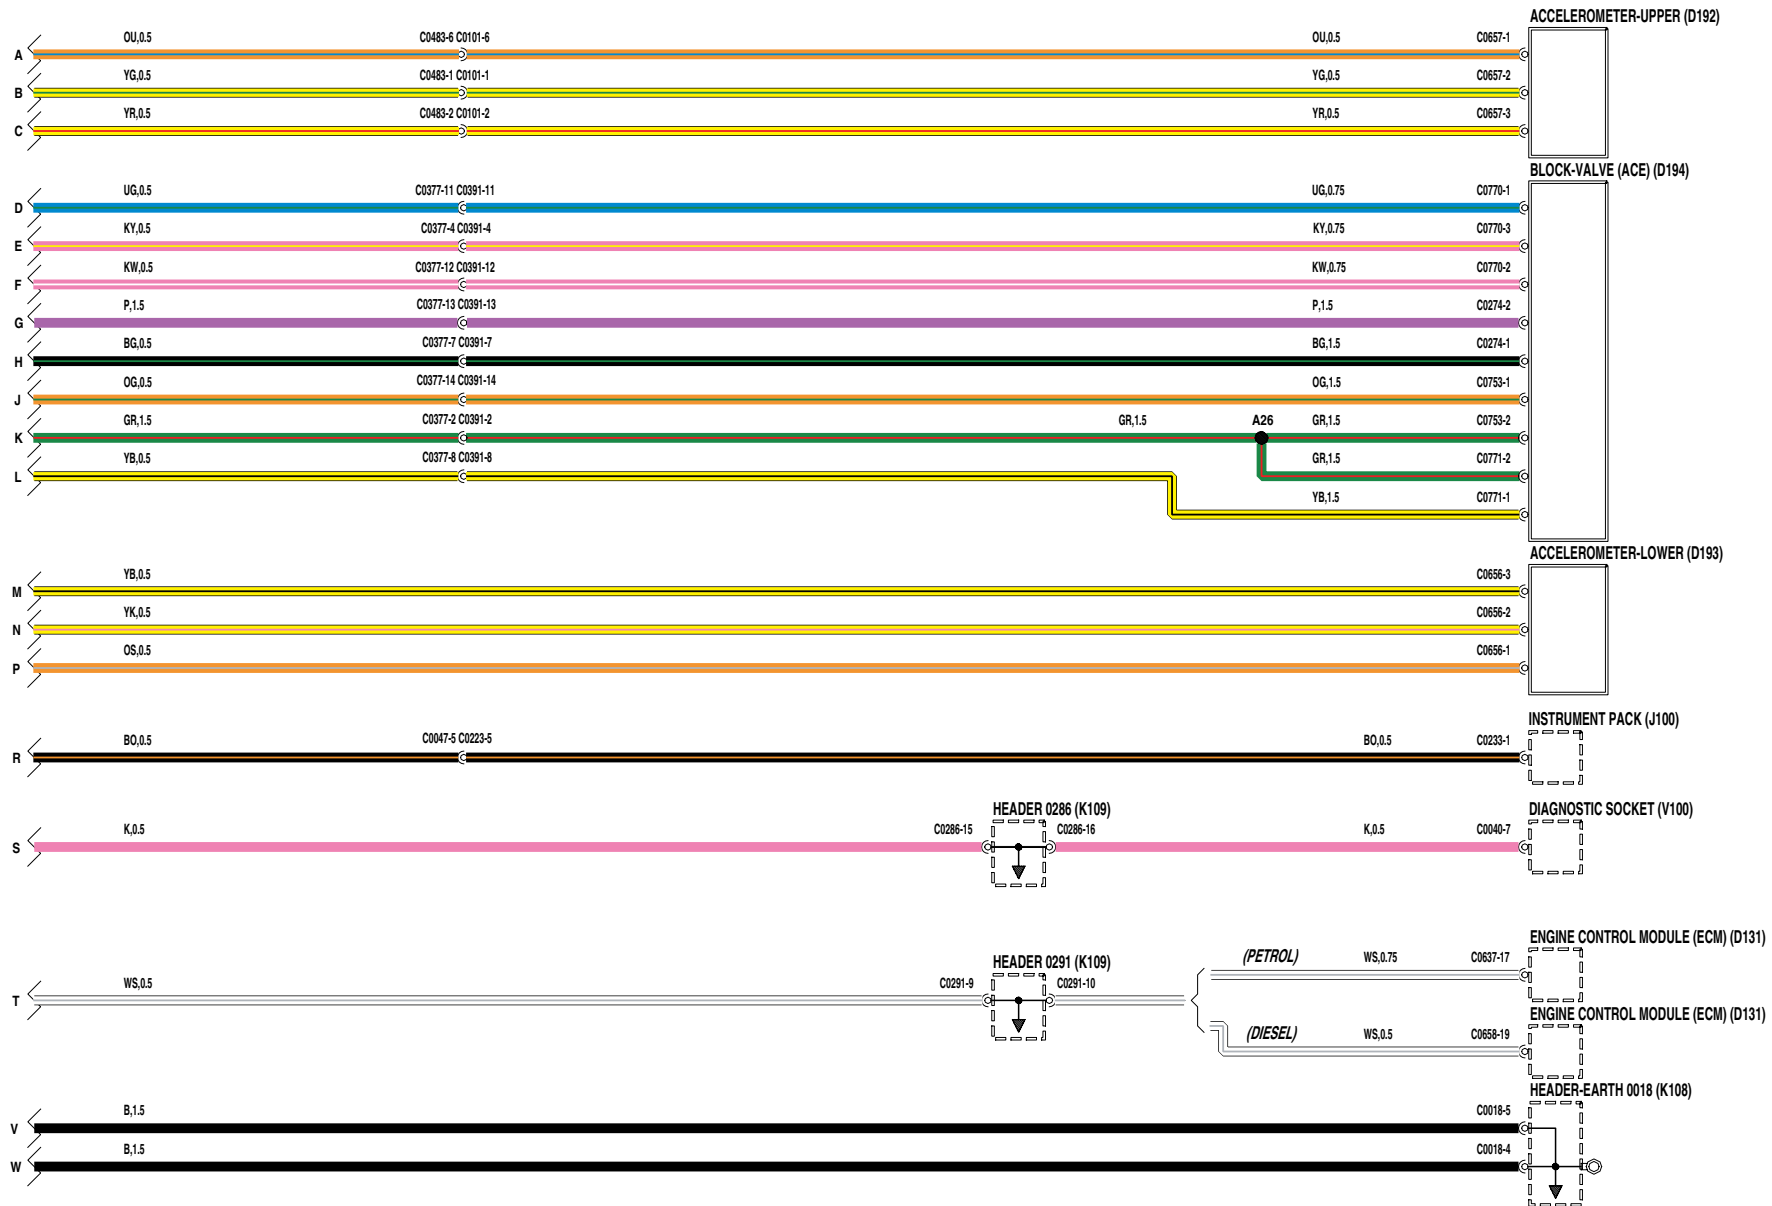 ACCELEROMETER-UPPER (D192)
A OU,0.5 C0483-6 C0101-6 OU,0.5 C0657-1
B YG,0.5 C0483-1 C0101-1 YG,0.5 C0657-2
C YR,0.5 C0483-2 C0101-2 YR,0.5 C0657-3
BLOCK-VALVE (ACE) (D194)
D UG,0.5 C0377-11 C0391-11 UG,0.75 C0770-1
E KY,0.5 C0377-4 C0391-4 KY,0.75 C0770-3
F KW,0.5 C0377-12 C0391-12 KW,0.75 C0770-2
G P,1.5 C0377-13 C0391-13 P,1.5 C0274-2
H BG,0.5 C0377-7 C0391-7 BG,1.5 C0274-1
J OG,0.5 C0377-14 C0391-14 OG,1.5 C0753-1
K GR,1.5 C0377-2 C0391-2 GR,1.5 A26 GR,1.5 C0753-2
L YB,0.5 C0377-8 C0391-8 GR,1.5 C0771-2
YB,1.5 C0771-1
ACCELEROMETER-LOWER (D193)
M YB,0.5 C0656-3
N YK,0.5 C0656-2
P OS,0.5 C0656-1
INSTRUMENT PACK (J100)
R BO,0.5 C0047-5 C0223-5 BO,0.5 C0233-1
HEADER 0286 (K109) DIAGNOSTIC SOCKET (V100)
S K,0.5 C0286-15 C0286-16 K,0.5 C0040-7
ENGINE CONTROL MODULE (ECM) (D131)
(PETROL) WS,0.75 C0637-17
HEADER 0291 (K109)
T WS,0.5 C0291-9 C0291-10
ENGINE CONTROL MODULE (ECM) (D131)
(DIESEL) WS,0.5 C0658-19
HEADER-EARTH 0018 (K108)
V B,1.5 C0018-5
W B,1.5 C0018-4